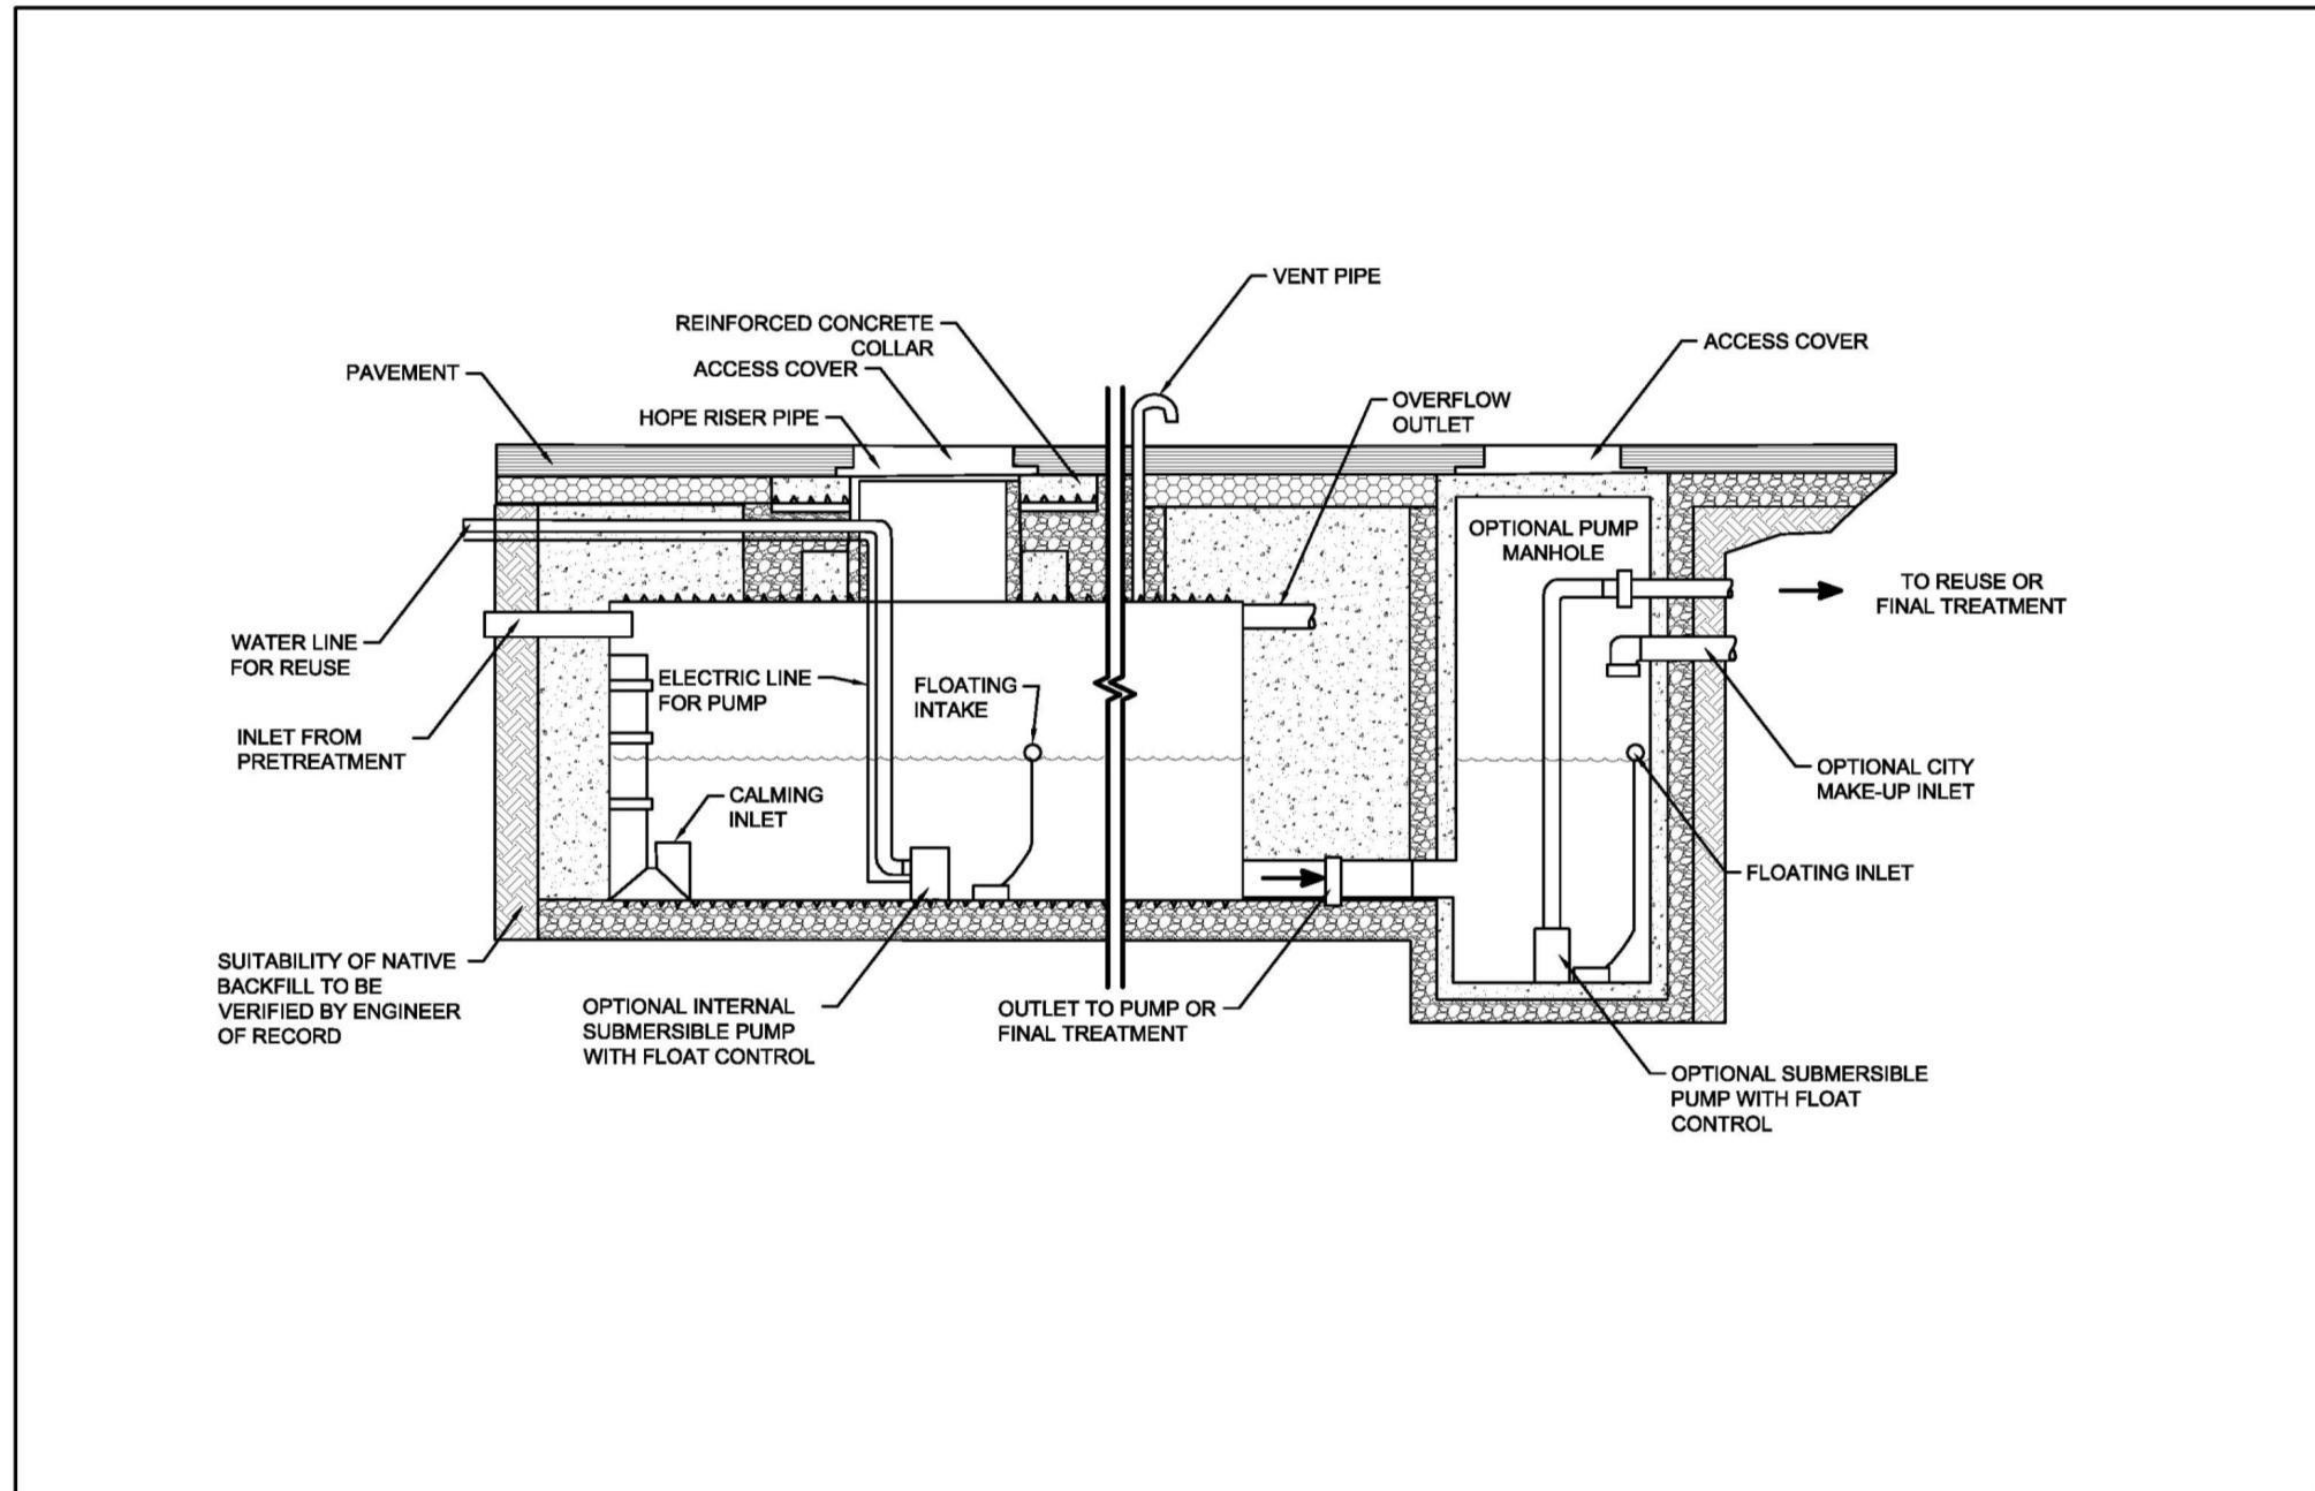 VENT PIPE
REINFORCED CONCRETE
COLLAR
ACCESS COVER
PAVEMENT
ACCESS COVER
HOPE RISER PIPE
OVERFLOW
OUTLET
OPTIONAL PUMP
MANHOLE
TO REUSE OR
FINAL TREATMENT
WATER LINE
FOR REUSE
ELECTRIC LINE
FOR PUMP
FLOATING
INTAKE
INLET FROM
PRETREATMENT
CALMING
INLET
OPTIONAL CITY
MAKE-UP INLET
FLOATING INLET
SUITABILITY OF NATIVE
BACKFILL TO BE
VERIFIED BY ENGINEER
OF RECORD
OPTIONAL INTERNAL
SUBMERSIBLE PUMP
WITH FLOAT CONTROL
OUTLET TO PUMP OR
FINAL TREATMENT
OPTIONAL SUBMERSIBLE
PUMP WITH FLOAT
CONTROL